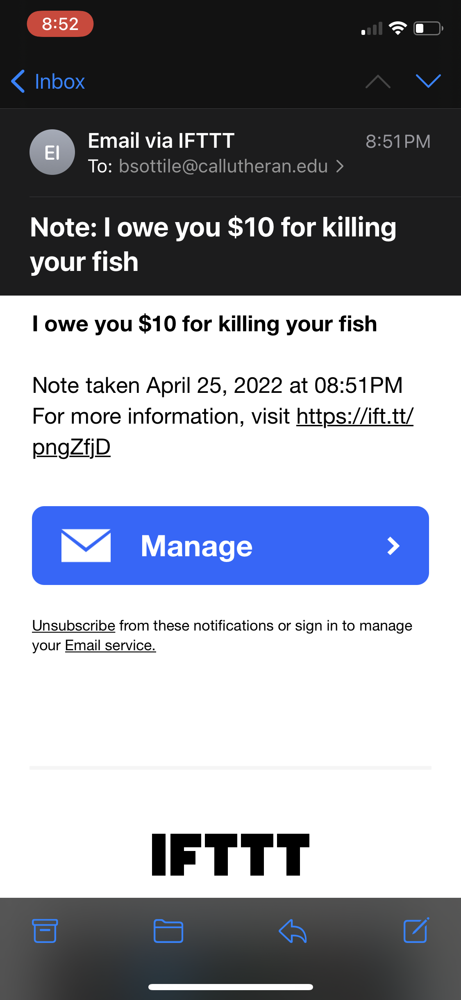 8:52
Inbox
EI
Email via IFTTT
8:51 PM
To: bsottile@callutheran.edu
Note: I owe you $10 for killing
your fish
I owe you $10 for killing your fish
Note taken April 25, 2022 at 08:51PM
For more information, visit https://ift.tt/
pngZfjD
Manage
Unsubscribe from these notifications or sign in to manage
your Email service.
IFTTT